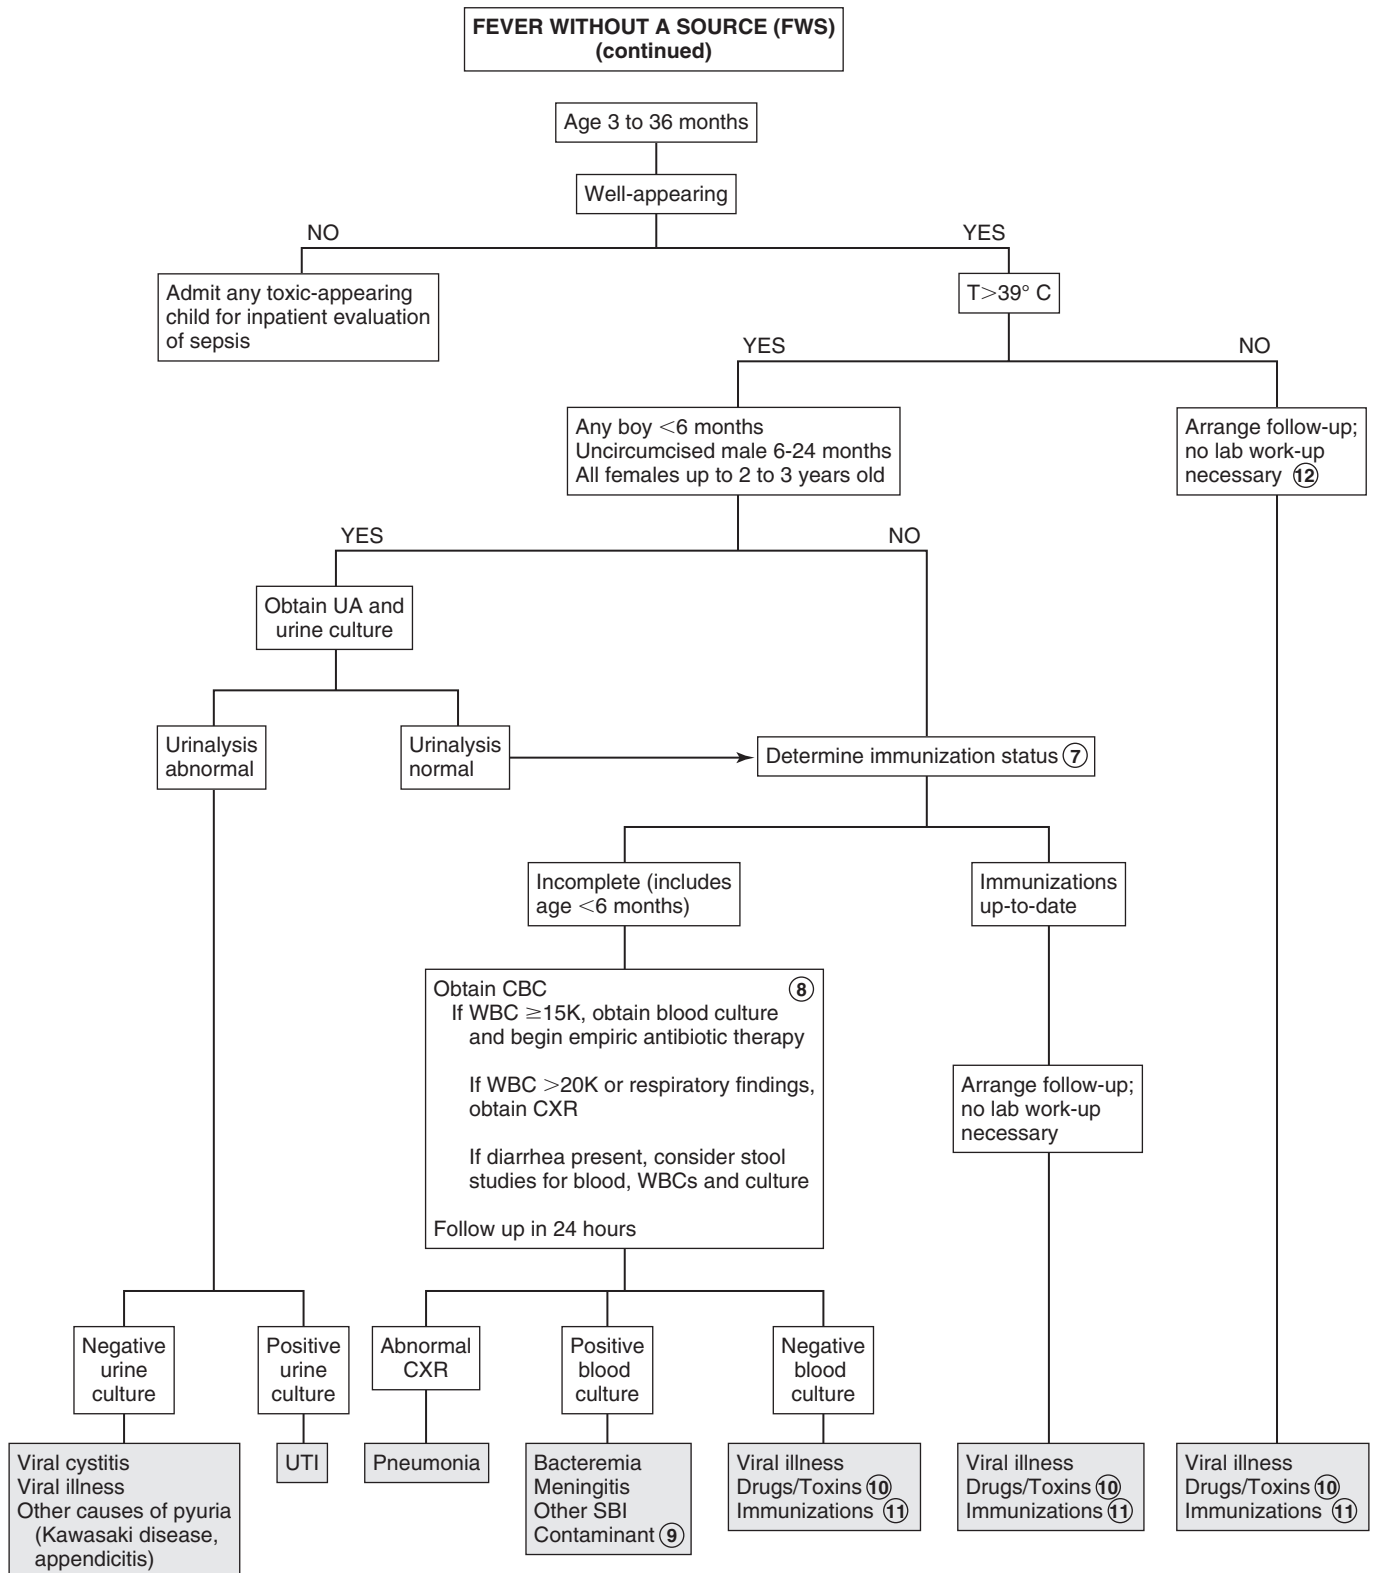 FEVER WITHOUT A SOURCE (FWS)
(continued)
Age 3 to 36 months
Well-appearing
NO
YES
Admit any toxic-appearing
child for inpatient evaluation
of sepsis
T>39° C
YES
NO
Any boy <6 months
Uncircumcised male 6-24 months
All females up to 2 to 3 years old
Arrange follow-up;
no lab work-up
necessary 12
YES
NO
Obtain UA and
urine culture
Urinalysis
abnormal
Urinalysis
normal
Determine immunization status 7
Incomplete (includes
age <6 months)
Immunizations
up-to-date
Obtain CBC 8
If WBC ≥15K, obtain blood culture
and begin empiric antibiotic therapy
If WBC >20K or respiratory findings,
obtain CXR
If diarrhea present, consider stool
studies for blood, WBCs and culture
Follow up in 24 hours
Arrange follow-up;
no lab work-up
necessary
Negative
urine
culture
Positive
urine
culture
Abnormal
CXR
Positive
blood
culture
Negative
blood
culture
Viral cystitis
Viral illness
Other causes of pyuria
(Kawasaki disease,
appendicitis)
UTI
Pneumonia
Bacteremia
Meningitis
Other SBI
Contaminant 9
Viral illness
Drugs/Toxins 10
Immunizations 11
Viral illness
Drugs/Toxins 10
Immunizations 11
Viral illness
Drugs/Toxins 10
Immunizations 11